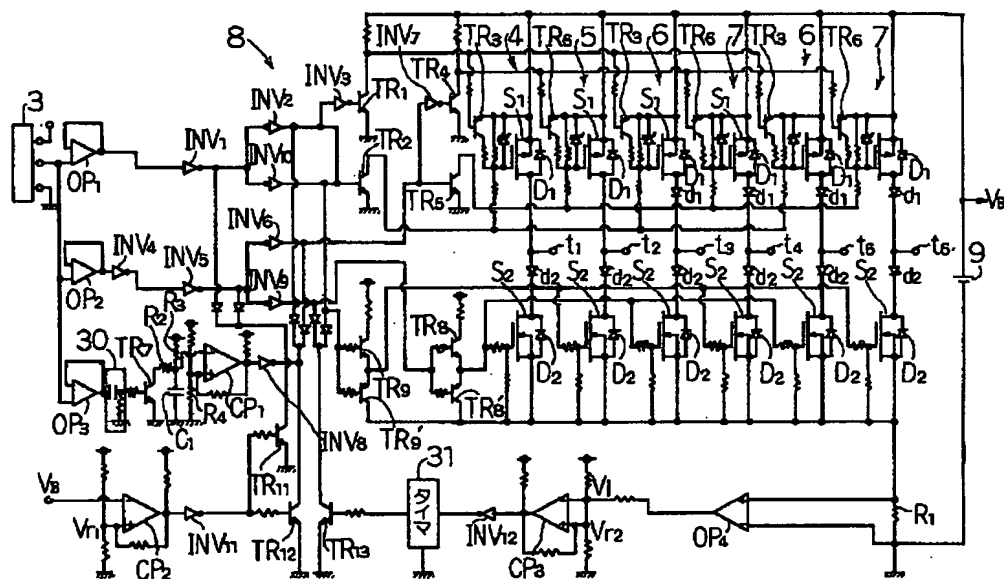 8
INV7
TR3
4
TR6
5
TR3
6
TR6
7
TR3
6
TR6
7
3
INV3
TR4
TR1
INV2
S1
S1
S1
S1
OP1
INV1
INV10
TR2
D1
D1
D1
D1
D1
D1
TR5
d1
d1
d1
d1
VB
INV6
INV4
t1
t2
t3
t4
t6
t6'
9
OP2
INV5
INV9
S2
d2
S2
d2
S2
d2
S2
d2
S2
d2
S2
d2
R3
R2
TR7
30
TR8
TR9
D2
D2
D2
D2
D2
D2
OP3
CP1
R4
C1
TR9'
TR8'
INV8
TR11
31
タイマ
VB
V1
R1
Vr1
CP2
INV11
TR12
TR13
INV12
CP3
Vr2
OP4